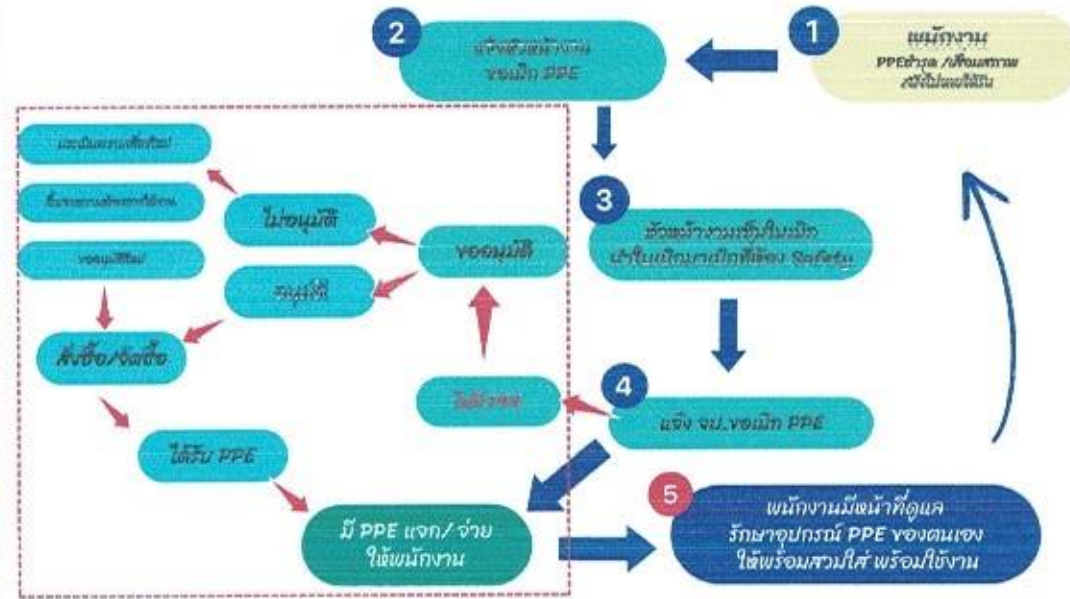 1
พนักงาน
PPEชำรุด /เสื่อมสภาพ
2
แจ้งหัวหน้างาน
ขอเบิก PPE
3
หัวหน้างานเซ็นใบเบิก
นำใบเบิกมาเบิกที่ห้อง Safety
4
แจ้ง จป.ขอเบิก PPE
ขออนุมัติ
ไม่อนุมัติ
อนุมัติ
ขออนุมัติใหม่
สั่งซื้อ/จัดซื้อ
ได้รับ PPE
มี PPE แจก/ จ่าย
ให้พนักงาน
5
พนักงานมีหน้าที่ดูแล
รักษาอุปกรณ์ PPE ของตนเอง
ให้พร้อมสวมใส่ พร้อมใช้งาน